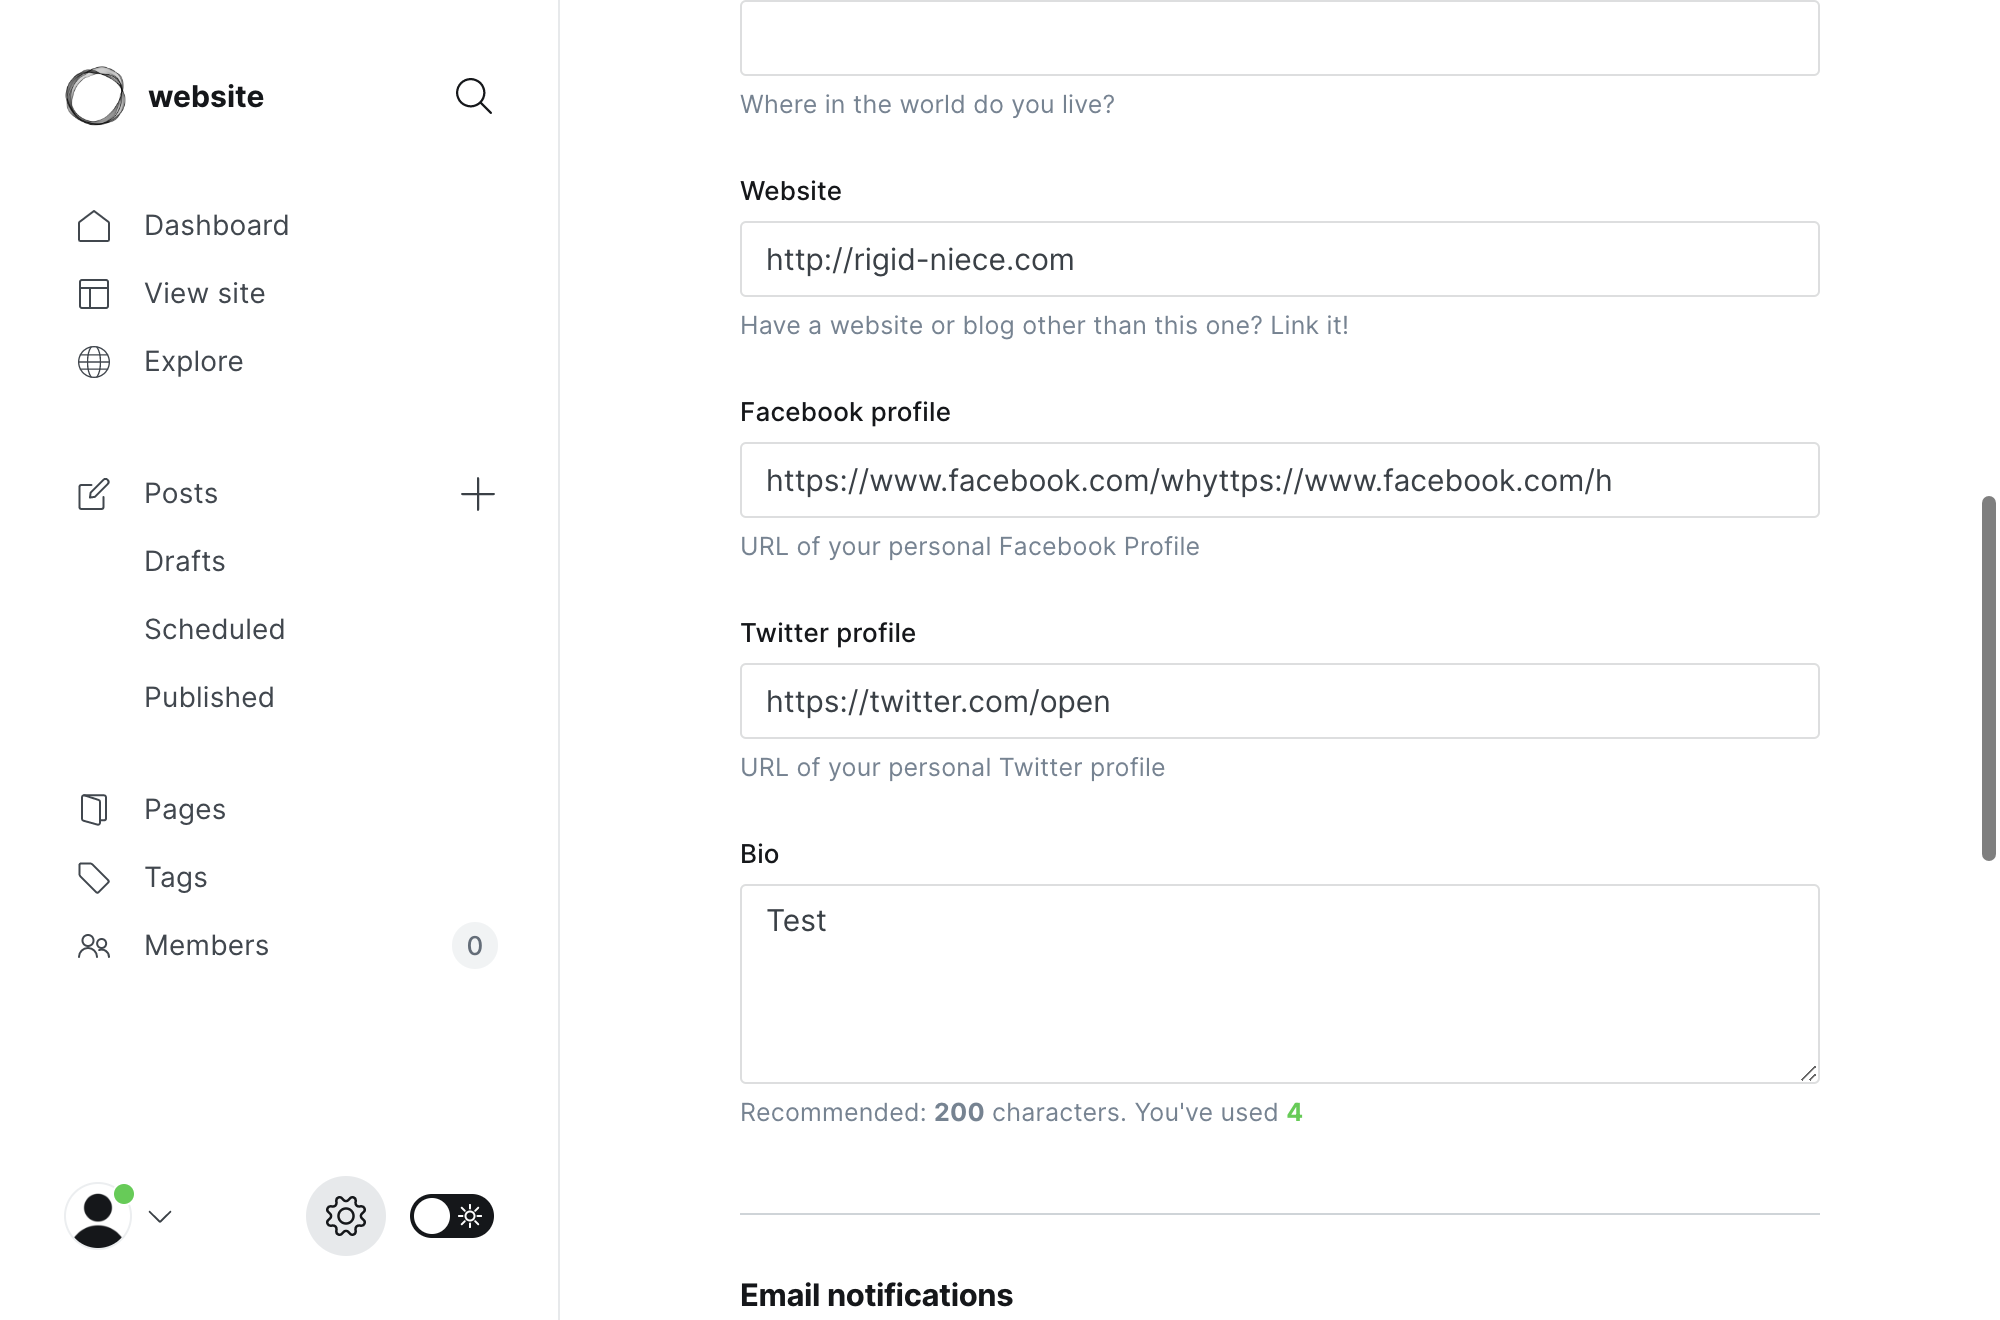 website
Dashboard
View site
Explore
Posts
Drafts
Scheduled
Published
Pages
Tags
Members
0
Where in the world do you live?
Website
http://rigid-niece.com
Have a website or blog other than this one? Link it!
Facebook profile
https://www.facebook.com/whyttps://www.facebook.com/h
URL of your personal Facebook Profile
Twitter profile
https://twitter.com/open
URL of your personal Twitter profile
Bio
Test
Recommended: 200 characters. You've used 4
Email notifications